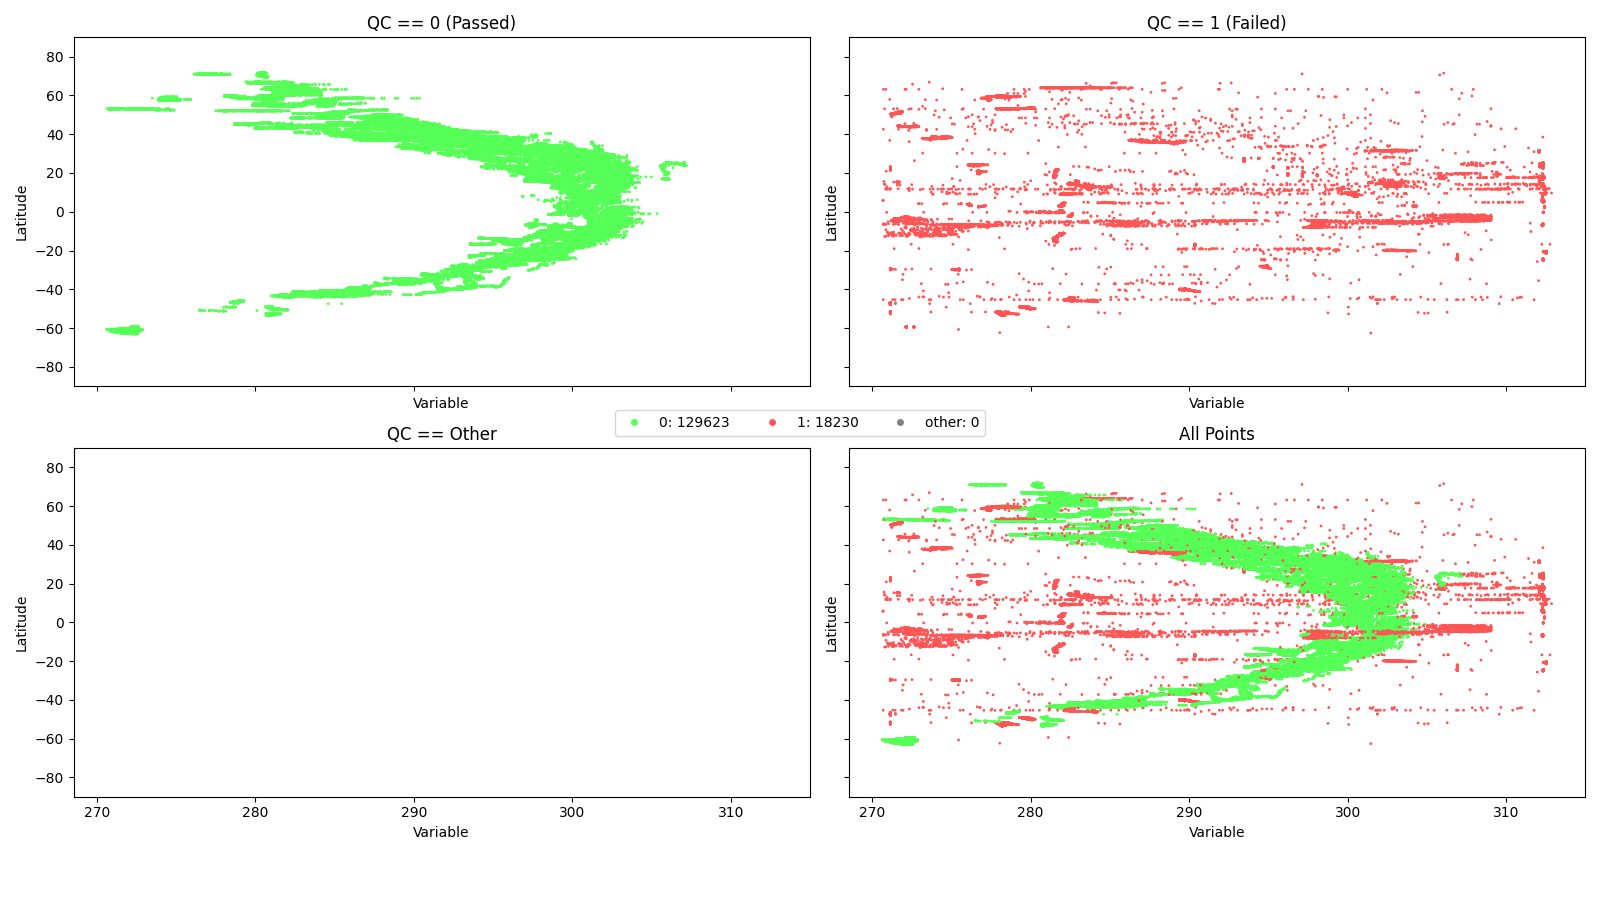 QC == 0 (Passed)
QC == 1 (Failed)
80
60
40
20
0
−20
−40
−60
−80
Latitude
Latitude
Variable
Variable
0: 129623 1: 18230 other: 0
QC == Other
All Points
80
60
40
20
0
−20
−40
−60
−80
Latitude
Latitude
270 280 290 300 310
270 280 290 300 310
Variable
Variable